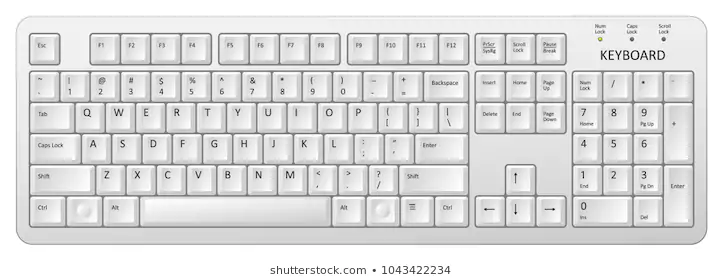 Num Lock Caps Lock Scroll Lock
KEYBOARD
Esc F1 F2 F3 F4 F5 F6 F7 F8 F9 F10 F11 F12 PrScr SysRq Scroll Lock Pause Break
~ ! 1 @ 2 # 3 $ 4 % 5 ^ 6 & 7 * 8 ( 9 ) 0 - + = Backspace Insert Home Page Up Num Lock / *
Tab Q W E R T Y U I O P { [ } ] | \ Delete End Page Down 7 Home 8 9 Pg Up +
Caps Lock A S D F G H J K L : ; Enter 4 5 6
Shift Z X C V B N M < , > . ? / Shift ↑ 1 End 2 3 Pg Dn Enter
Ctrl Alt Alt Ctrl ← ↓ → 0 Ins Del
shutterstock.com • 1043422234